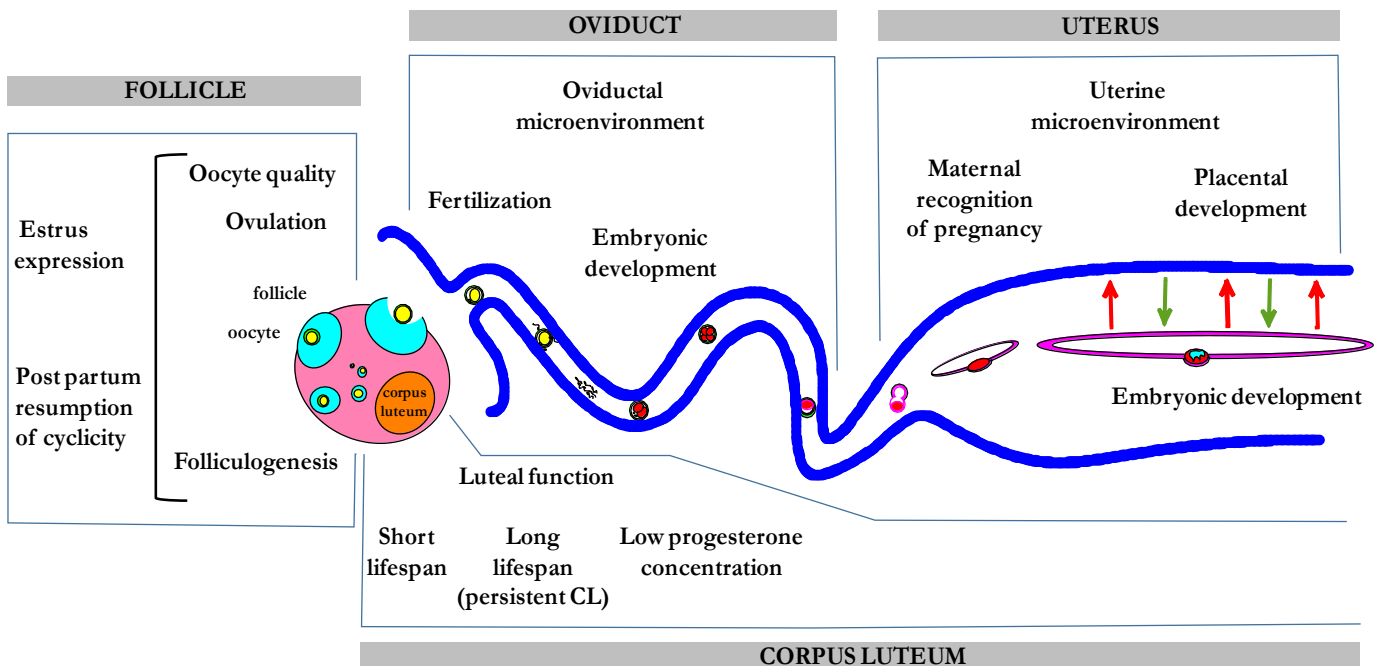 OVIDUCT
UTERUS
FOLLICLE
Oviductal
microenvironment
Uterine
microenvironment
Oocyte quality
Ovulation
Estrus
expression
Fertilization
Embryonic
development
Maternal
recognition
of pregnancy
Placental
development
follicle
oocyte
corpus
luteum
Post partum
resumption
of cyclicity
Folliculogenesis
Embryonic development
Luteal function
Short
lifespan
Long
lifespan
(persistent CL)
Low progesterone
concentration
CORPUS LUTEUM